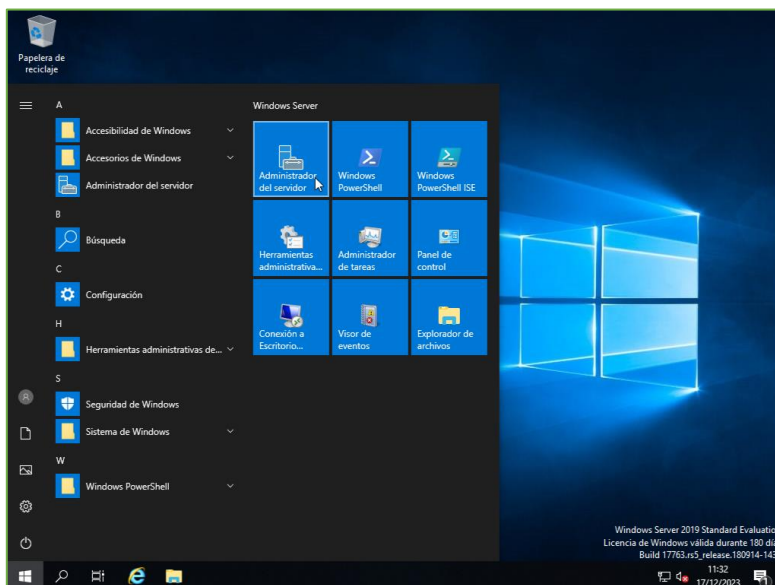 Papelera de
reciclaje
A
Accesibilidad de Windows
Accesorios de Windows
Administrador del servidor
B
Búsqueda
C
Configuración
H
Herramientas administrativas de...
S
Seguridad de Windows
Sistema de Windows
W
Windows PowerShell
Windows Server
Administrador
del servidor
Windows
PowerShell
Windows
PowerShell ISE
Herramientas
administrativa...
Administrador
de tareas
Panel de
control
Conexión a
Escritorio...
Visor de
eventos
Explorador de
archivos
Windows Server 2019 Standard Evaluatio
Licencia de Windows válida durante 180 dí
Build 17763.rs5_release.180914-143
11:32
17/12/2023